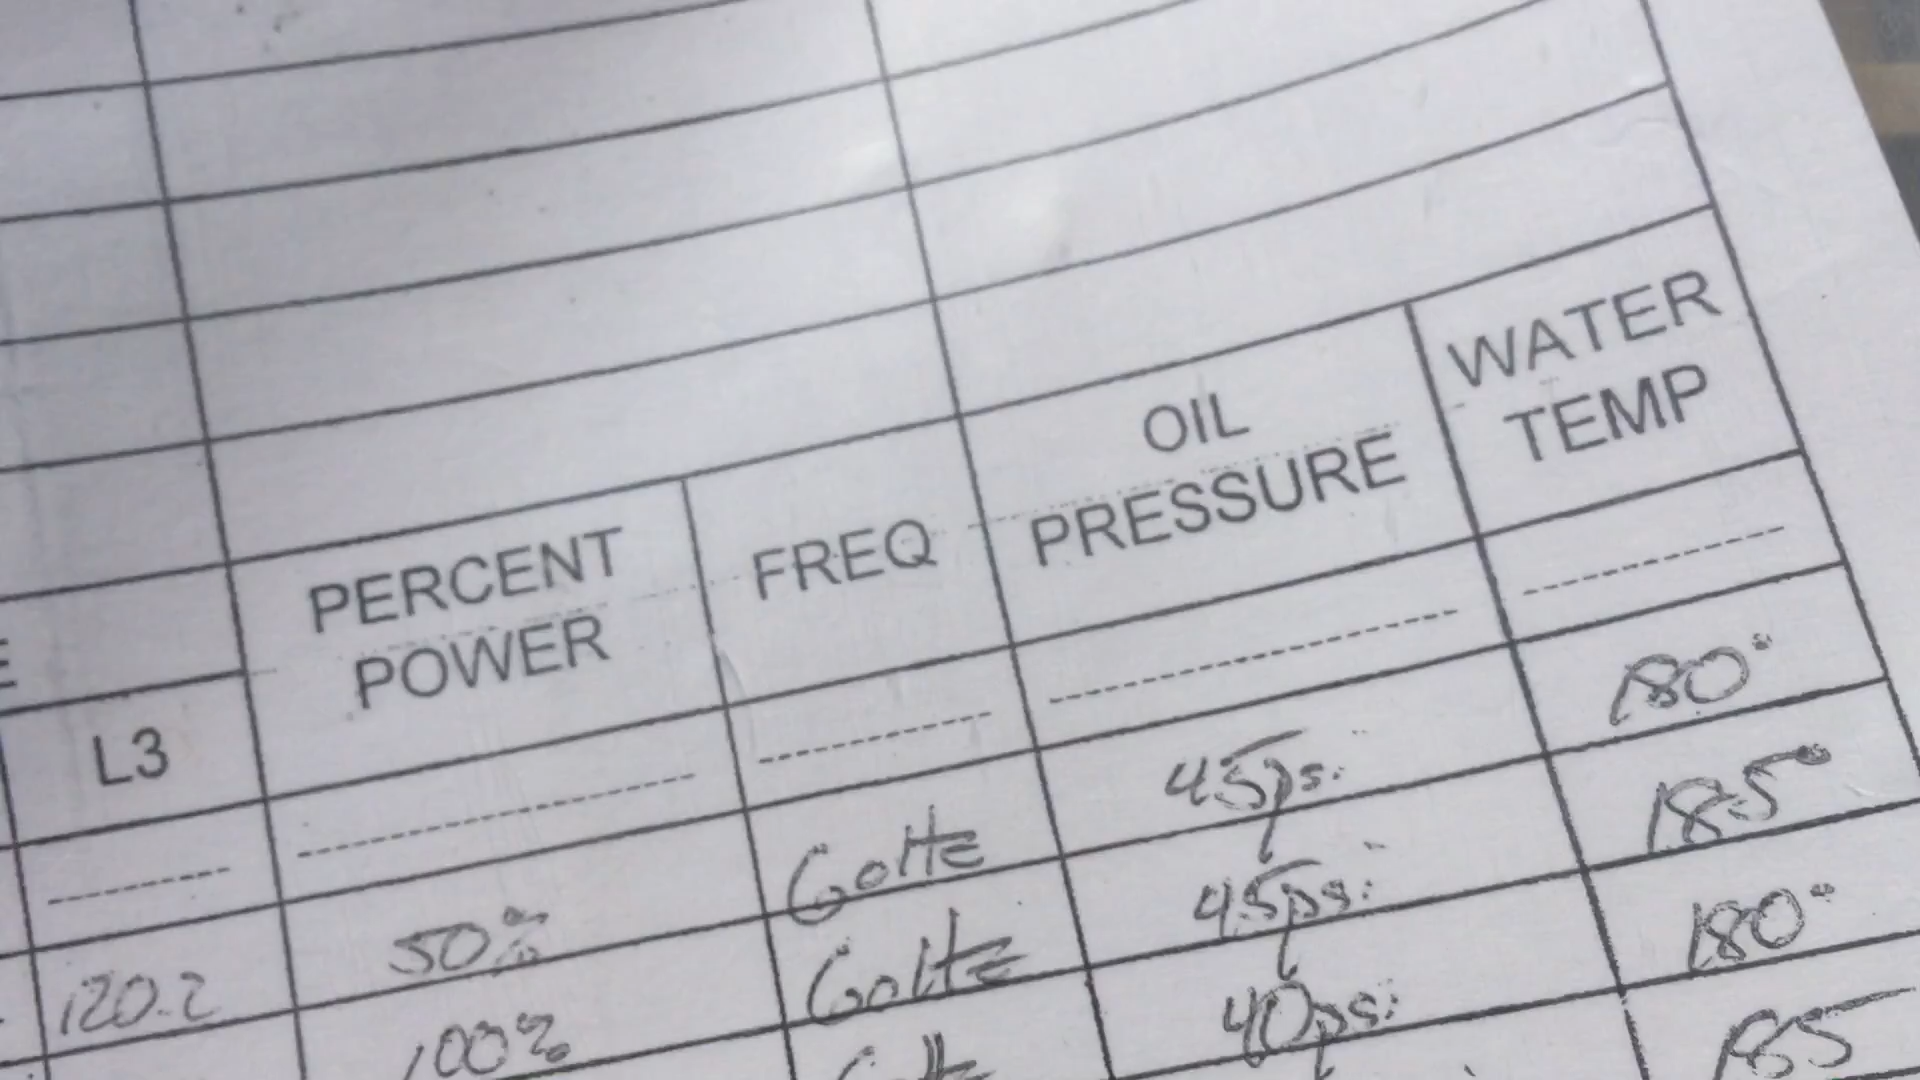 WATER
OIL TEMP
PERCENT FREQ PRESSURE
POWER
L3
120.2 50% 60Hz 45psi 180°
100% 60Hz 45psi 185°
40psi 180°
185